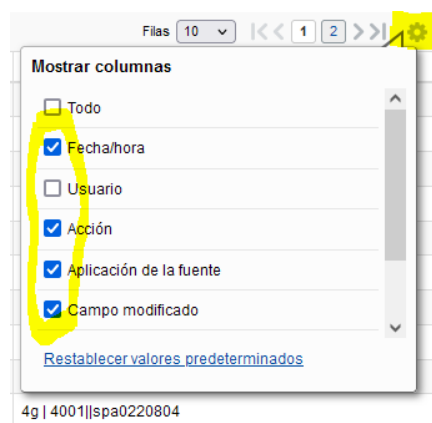 Filas 10 1 2
Mostrar columnas
Todo
Fecha/hora
Usuario
Acción
Aplicación de la fuente
Campo modificado
Restablecer valores predeterminados
4g | 4001||spa0220804